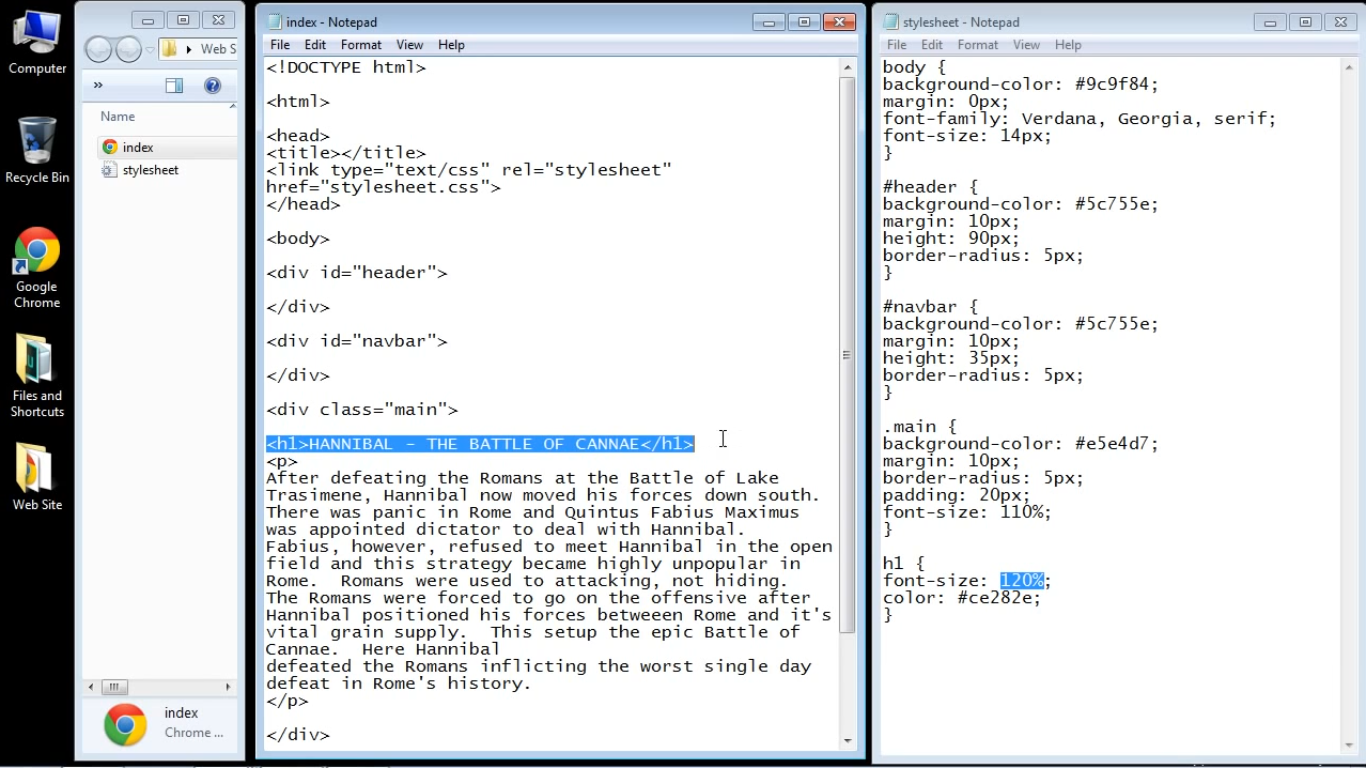 Computer
Recycle Bin
Google
Chrome
Files and
Shortcuts
Web Site
Web S
»
Name
index
stylesheet
index
Chrome ...
index - Notepad
File Edit Format View Help
<!DOCTYPE html>
<html>
<head>
<title></title>
<link type="text/css" rel="stylesheet"
href="stylesheet.css">
</head>
<body>
<div id="header">
</div>
<div id="navbar">
</div>
<div class="main">
<h1>HANNIBAL - THE BATTLE OF CANNAE</h1>
<p>
After defeating the Romans at the Battle of Lake
Trasimene, Hannibal now moved his forces down south.
There was panic in Rome and Quintus Fabius Maximus
was appointed dictator to deal with Hannibal.
Fabius, however, refused to meet Hannibal in the open
field and this strategy became highly unpopular in
Rome.  Romans were used to attacking, not hiding.
The Romans were forced to go on the offensive after
Hannibal positioned his forces betweeen Rome and it's
vital grain supply.  This setup the epic Battle of
Cannae.  Here Hannibal
defeated the Romans inflicting the worst single day
defeat in Rome's history.
</p>
</div>
stylesheet - Notepad
File Edit Format View Help
body {
background-color: #9c9f84;
margin: 0px;
font-family: Verdana, Georgia, serif;
font-size: 14px;
}
#header {
background-color: #5c755e;
margin: 10px;
height: 90px;
border-radius: 5px;
}
#navbar {
background-color: #5c755e;
margin: 10px;
height: 35px;
border-radius: 5px;
}
.main {
background-color: #e5e4d7;
margin: 10px;
border-radius: 5px;
padding: 20px;
font-size: 110%;
}
h1 {
font-size: 120%;
color: #ce282e;
}